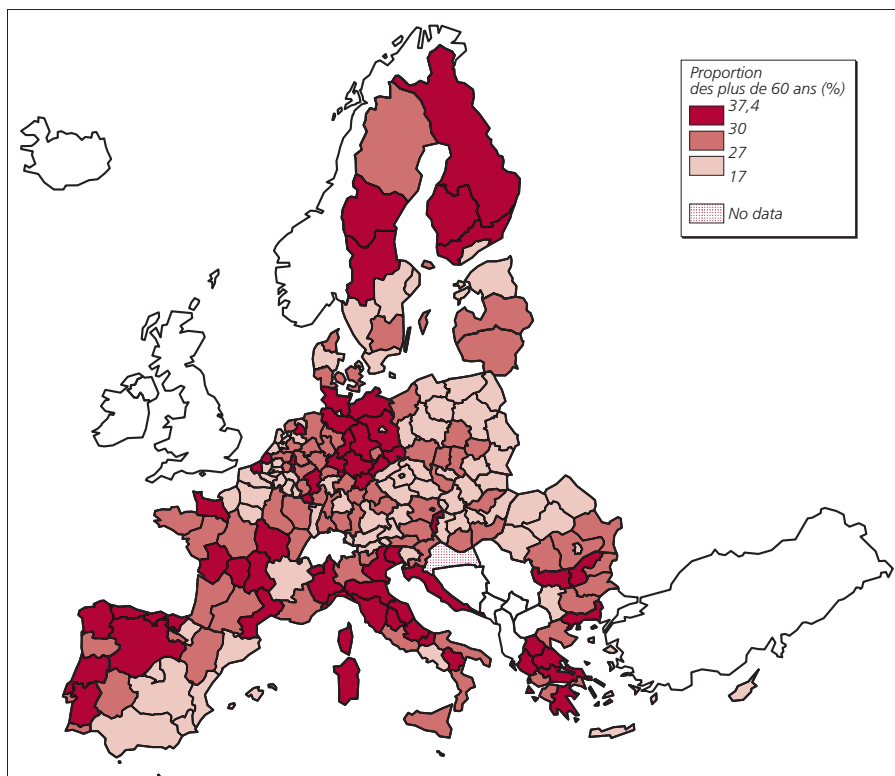 Proportion
des plus de 60 ans (%)
37,4
30
27
17
No data